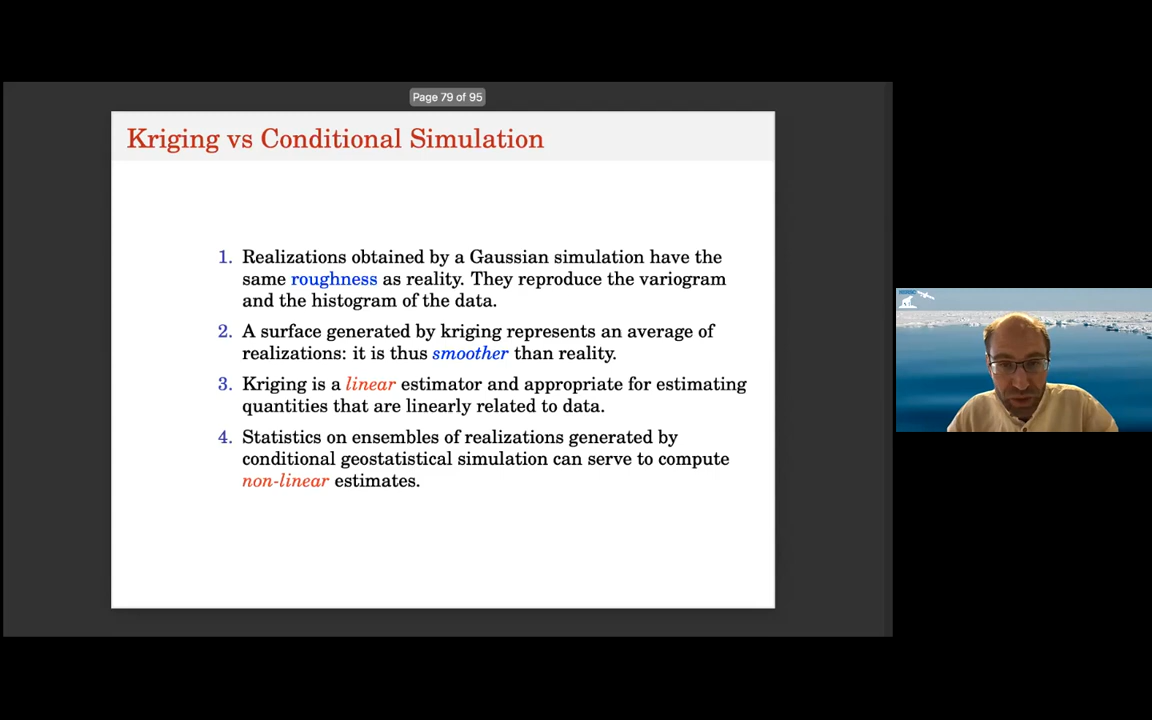 Page 79 of 95
Kriging vs Conditional Simulation
1. Realizations obtained by a Gaussian simulation have the
same roughness as reality. They reproduce the variogram
and the histogram of the data.
2. A surface generated by kriging represents an average of
realizations: it is thus smoother than reality.
3. Kriging is a linear estimator and appropriate for estimating
quantities that are linearly related to data.
4. Statistics on ensembles of realizations generated by
conditional geostatistical simulation can serve to compute
non-linear estimates.